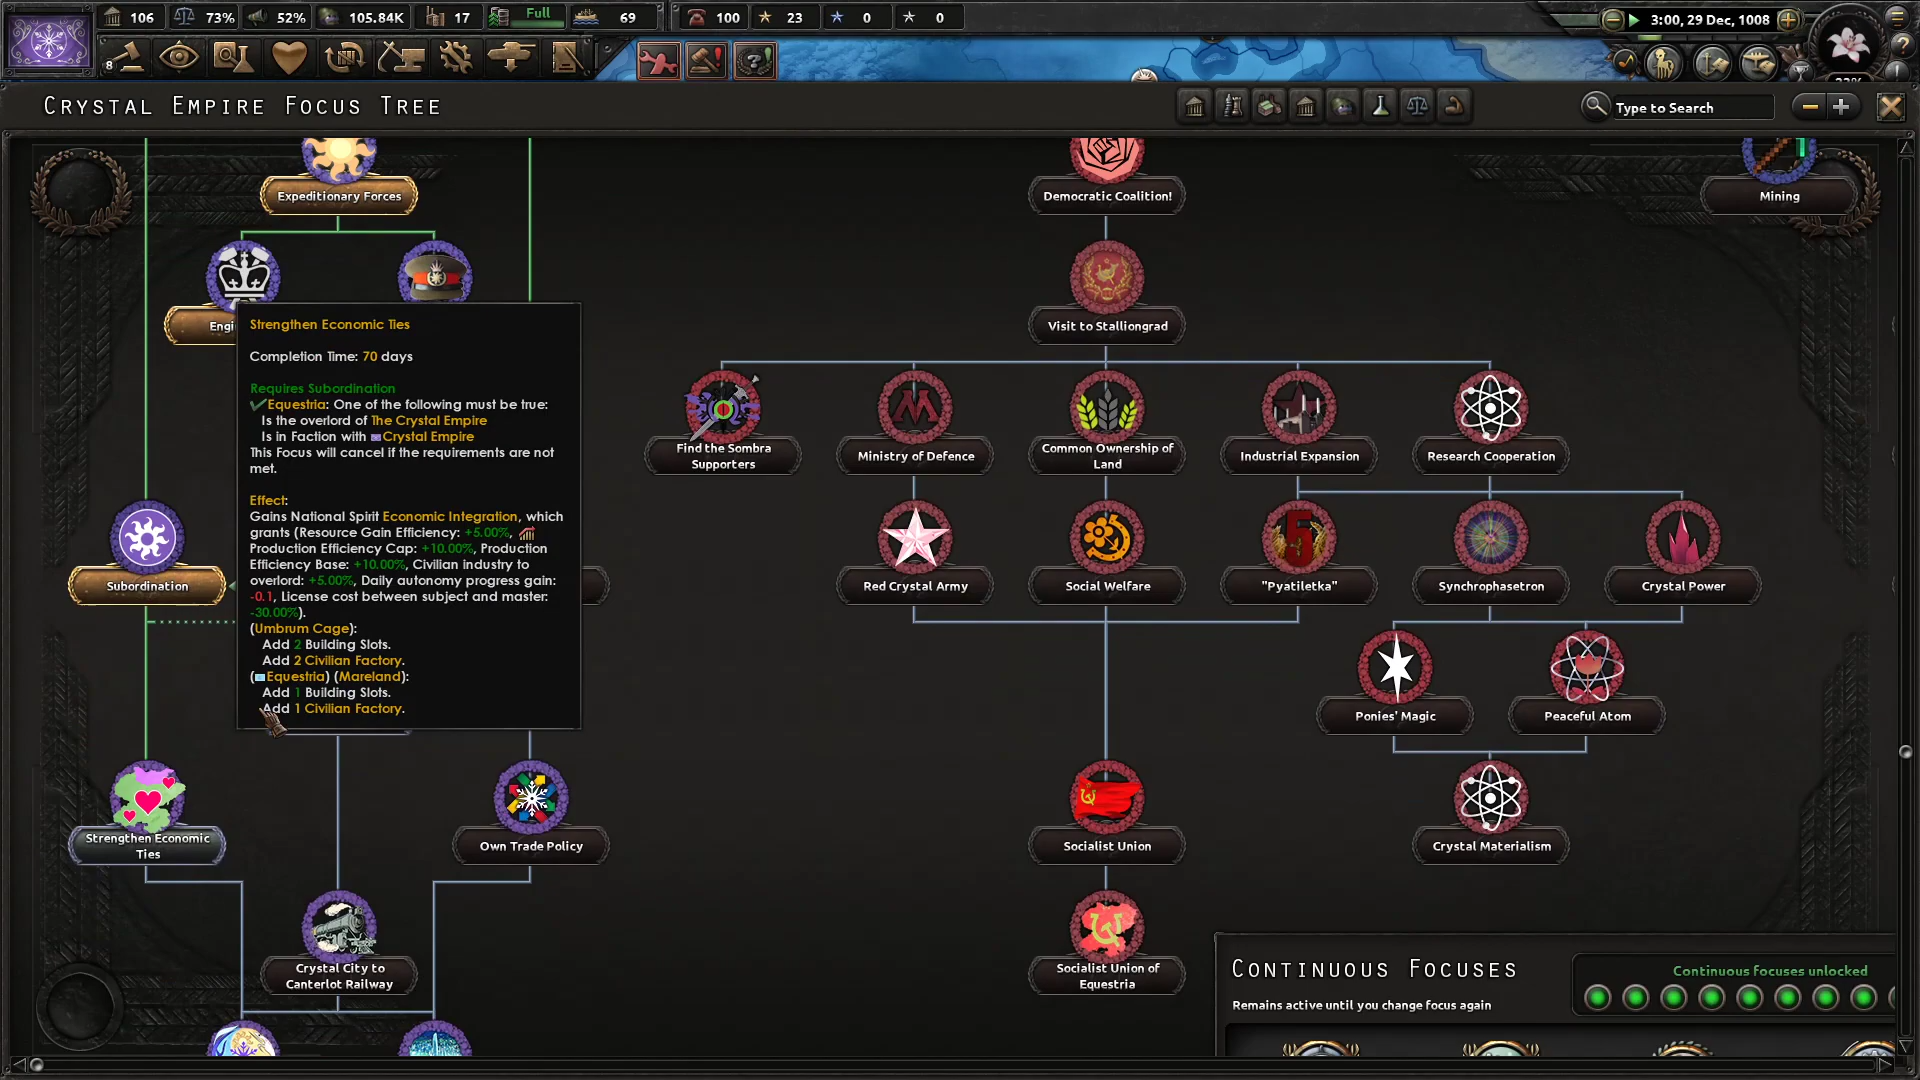 106
73%
52%
105.84K
17
Full
69
100
23
0
0
3:00, 29 Dec, 1008
8
Crystal Empire Focus Tree
Type to Search
Expeditionary Forces
Democratic Coalition!
Mining
Visit to Stalliongrad
Strengthen Economic Ties
Completion Time: 70 days
Requires Subordination
Equestria: One of the following must be true:
Is the overlord of The Crystal Empire
Is in Faction with Crystal Empire
This Focus will cancel if the requirements are not
met.
Effect:
Gains National Spirit Economic Integration, which
grants (Resource Gain Efficiency: +5.00%,
Production Efficiency Cap: +10.00%, Production
Efficiency Base: +10.00%, Civilian industry to
overlord: +5.00%, Daily autonomy progress gain:
-0.1, License cost between subject and master:
-30.00%).
(Umbrum Cage):
Add 2 Building Slots.
Add 2 Civilian Factory.
(Equestria) (Mareland):
Add 1 Building Slots.
Add 1 Civilian Factory.
Find the Sombra
Supporters
Ministry of Defence
Common Ownership of
Land
Industrial Expansion
Research Cooperation
Subordination
Red Crystal Army
Social Welfare
"Pyatiletka"
Synchrophasetron
Crystal Power
Ponies' Magic
Peaceful Atom
Strengthen Economic
Ties
Own Trade Policy
Socialist Union
Crystal Materialism
Crystal City to
Canterlot Railway
Socialist Union of
Equestria
Continuous Focuses
Continuous focuses unlocked
Remains active until you change focus again